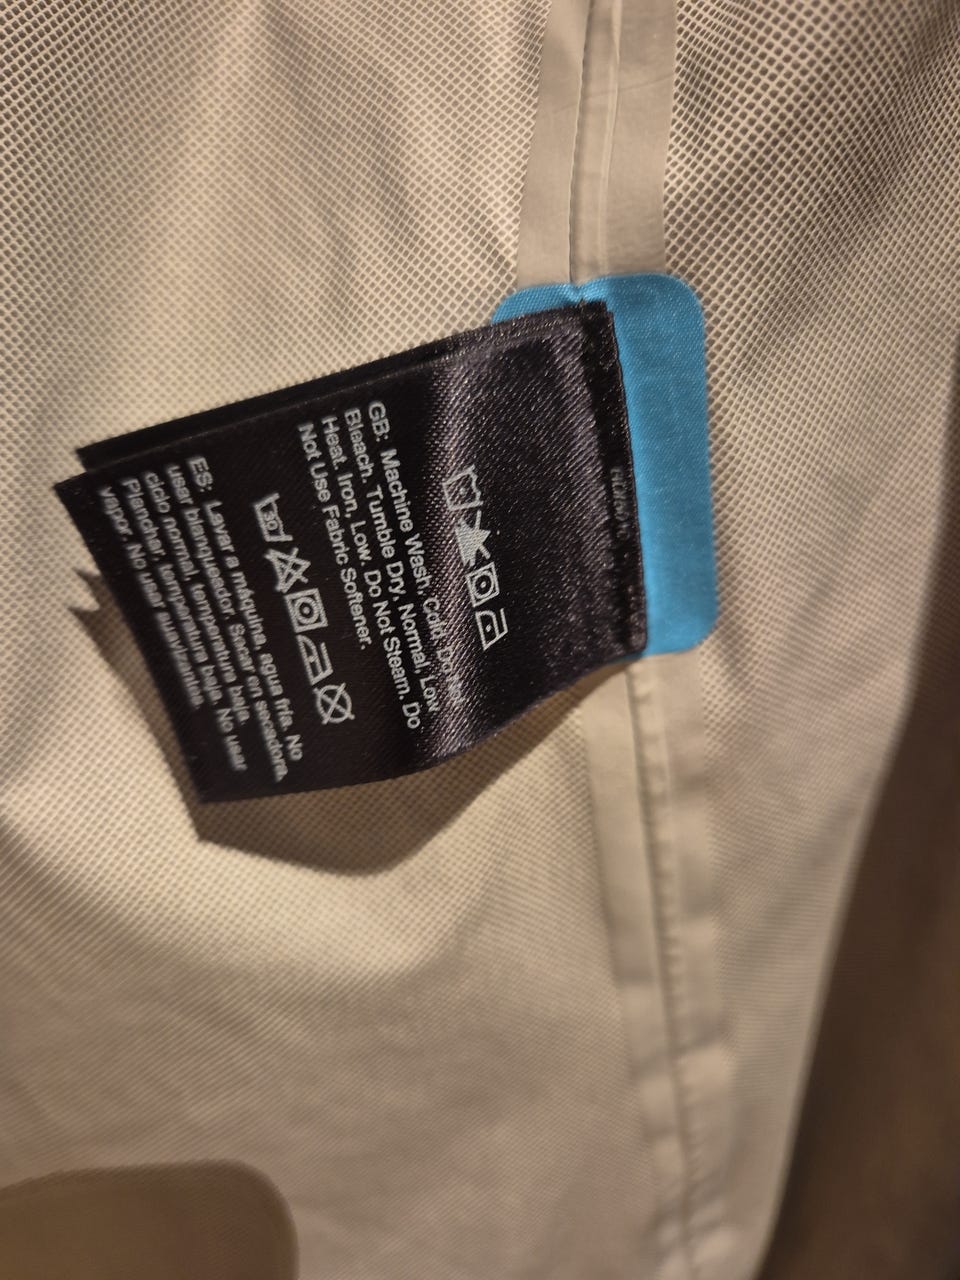 GB: Machine Wash, Cold. Do Not
Bleach. Tumble Dry, Normal, Low
Heat. Iron, Low. Do Not Steam. Do
Not Use Fabric Softener.
30
ES: Lavar a máquina, agua fría. No
usar blanqueador. Secar en secadora,
ciclo normal, temperatura baja.
Planchar, temperatura baja. No usar
vapor. No usar suavizante.